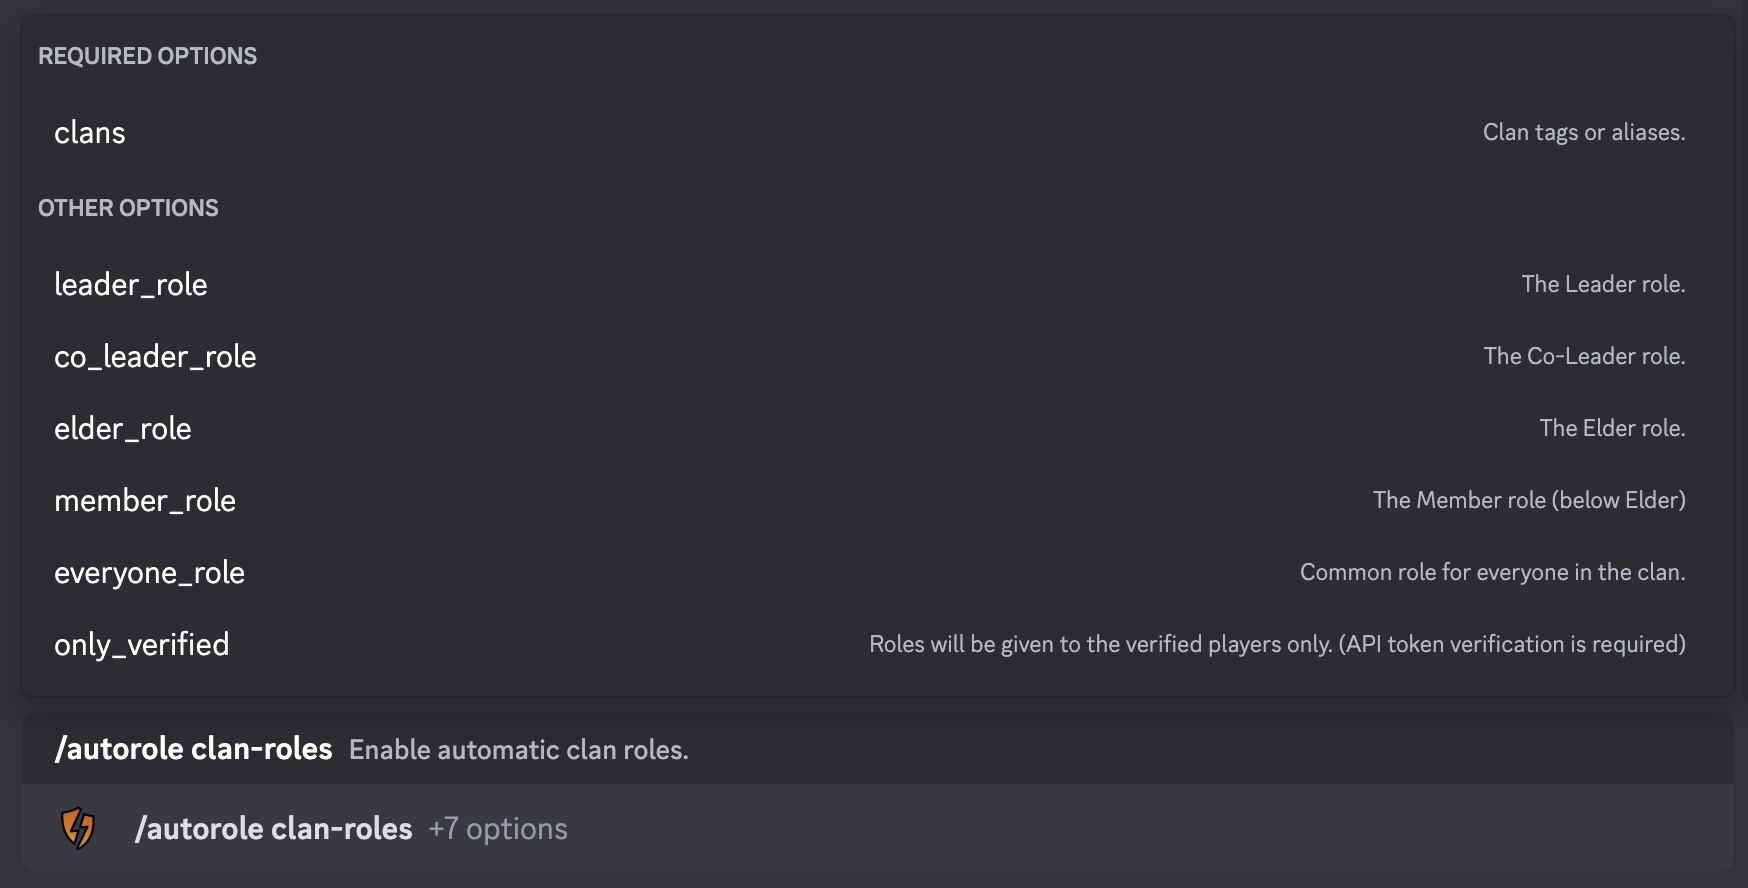 REQUIRED OPTIONS
clans Clan tags or aliases.
OTHER OPTIONS
leader_role The Leader role.
co_leader_role The Co-Leader role.
elder_role The Elder role.
member_role The Member role (below Elder)
everyone_role Common role for everyone in the clan.
only_verified Roles will be given to the verified players only. (API token verification is required)
/autorole clan-roles Enable automatic clan roles.
/autorole clan-roles +7 options